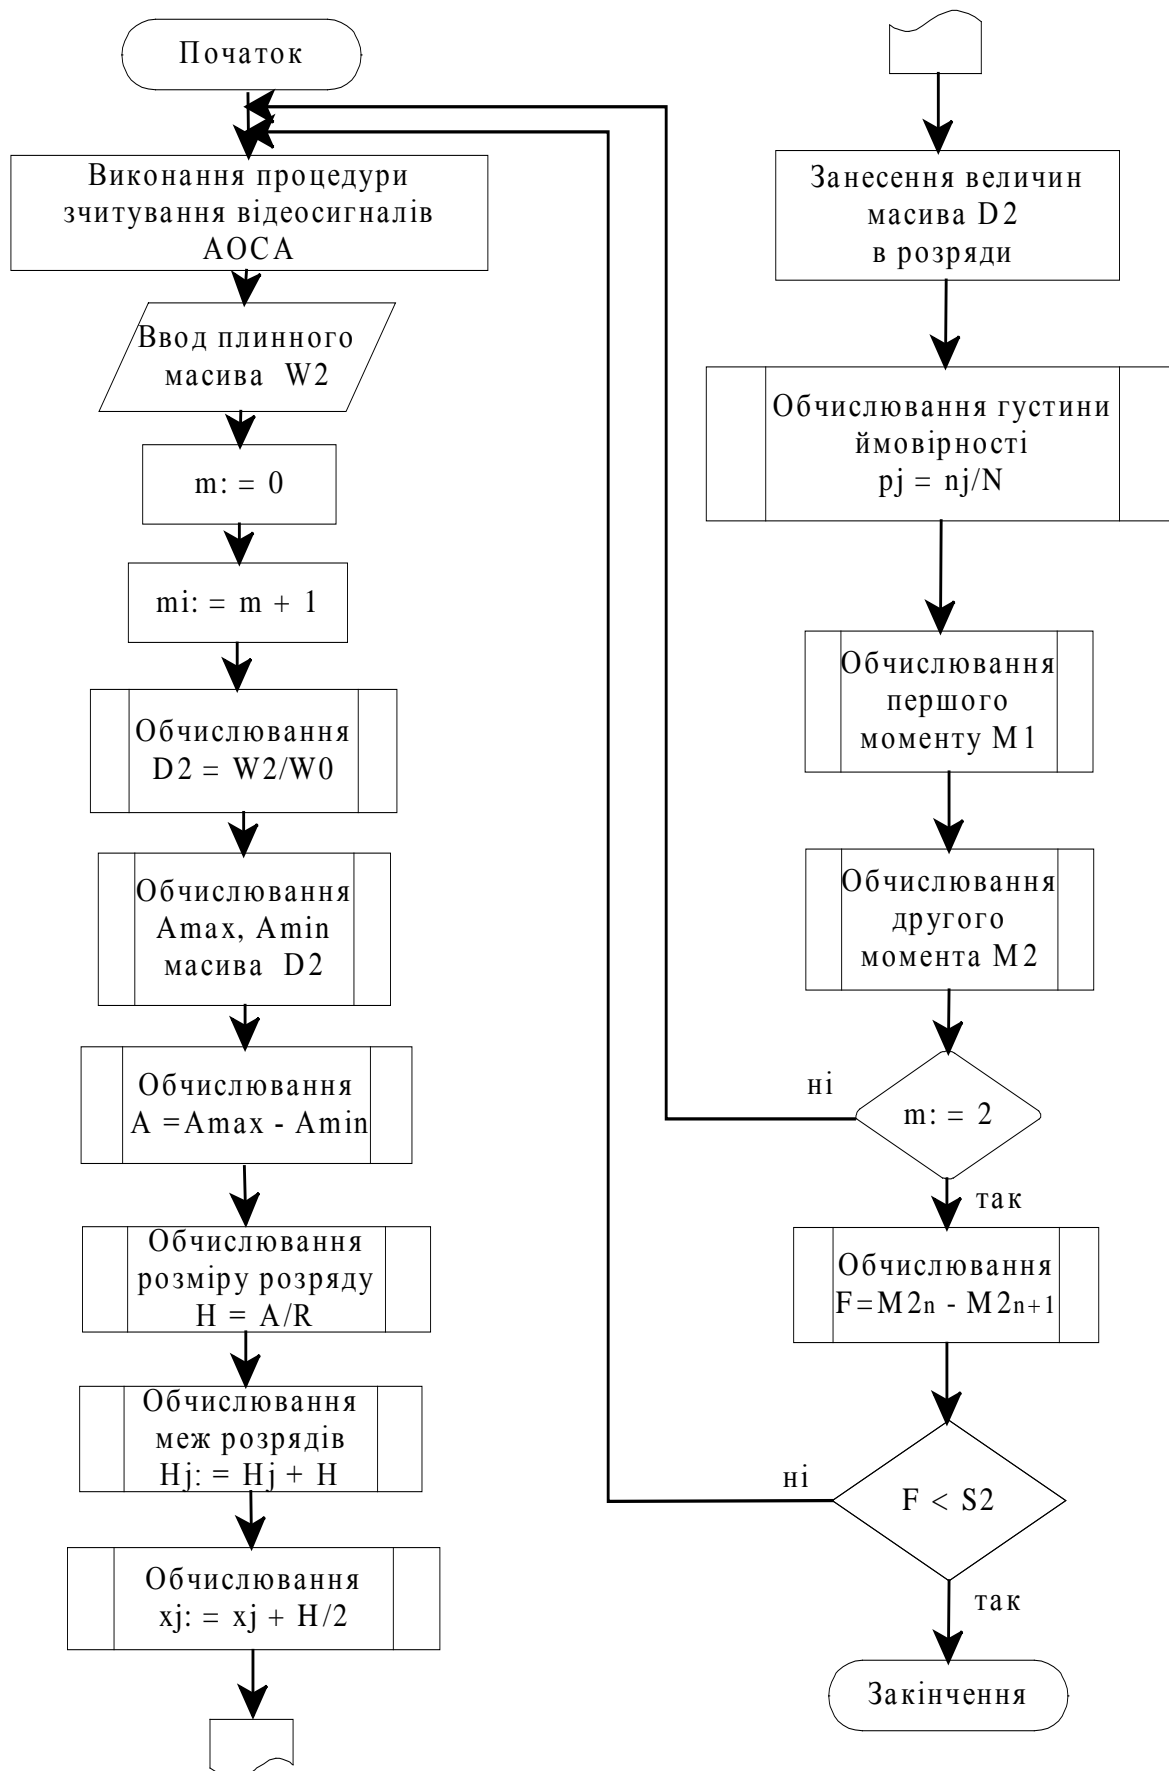 Початок
Виконання процедури
зчитування відеосигналів
АОСА
Ввод плинного
масива W2
m: = 0
mi: = m + 1
Обчислювання
D2 = W2/W0
Обчислювання
Amax, Amin
масива D2
Обчислювання
A =Amax - Amin
Обчислювання
розміру розряду
H = A/R
Обчислювання
меж розрядів
Hj: = Hj + H
Обчислювання
xj: = xj + H/2
Занесення величин
масива D2
в розряди
Обчислювання густини
ймовірності
pj = nj/N
Обчислювання
першого
моменту М1
Обчислювання
другого
момента М2
ні
m: = 2
так
Обчислювання
F=M2n - M2n+1
ні
F < S2
так
Закінчення